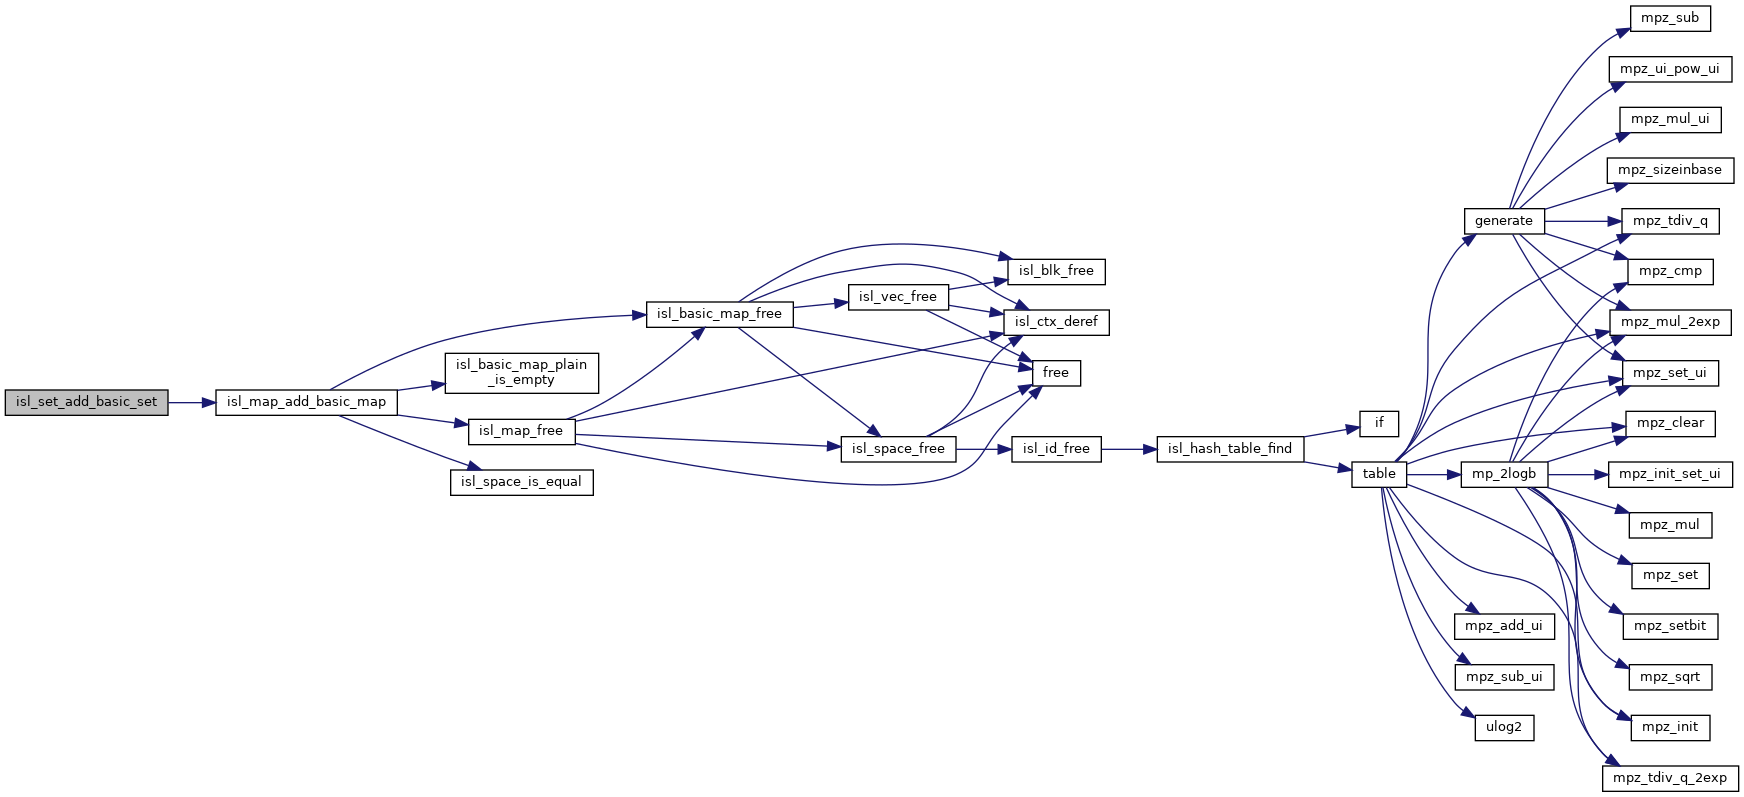 isl_set_add_basic_set
isl_map_add_basic_map
isl_basic_map_plain
_is_empty
isl_map_free
isl_space_is_equal
isl_basic_map_free
isl_vec_free
isl_space_free
isl_blk_free
isl_ctx_deref
free
isl_id_free
isl_hash_table_find
if
table
generate
mp_2logb
mpz_add_ui
mpz_sub_ui
ulog2
mpz_sub
mpz_ui_pow_ui
mpz_mul_ui
mpz_sizeinbase
mpz_tdiv_q
mpz_cmp
mpz_mul_2exp
mpz_set_ui
mpz_clear
mpz_init_set_ui
mpz_mul
mpz_set
mpz_setbit
mpz_sqrt
mpz_init
mpz_tdiv_q_2exp